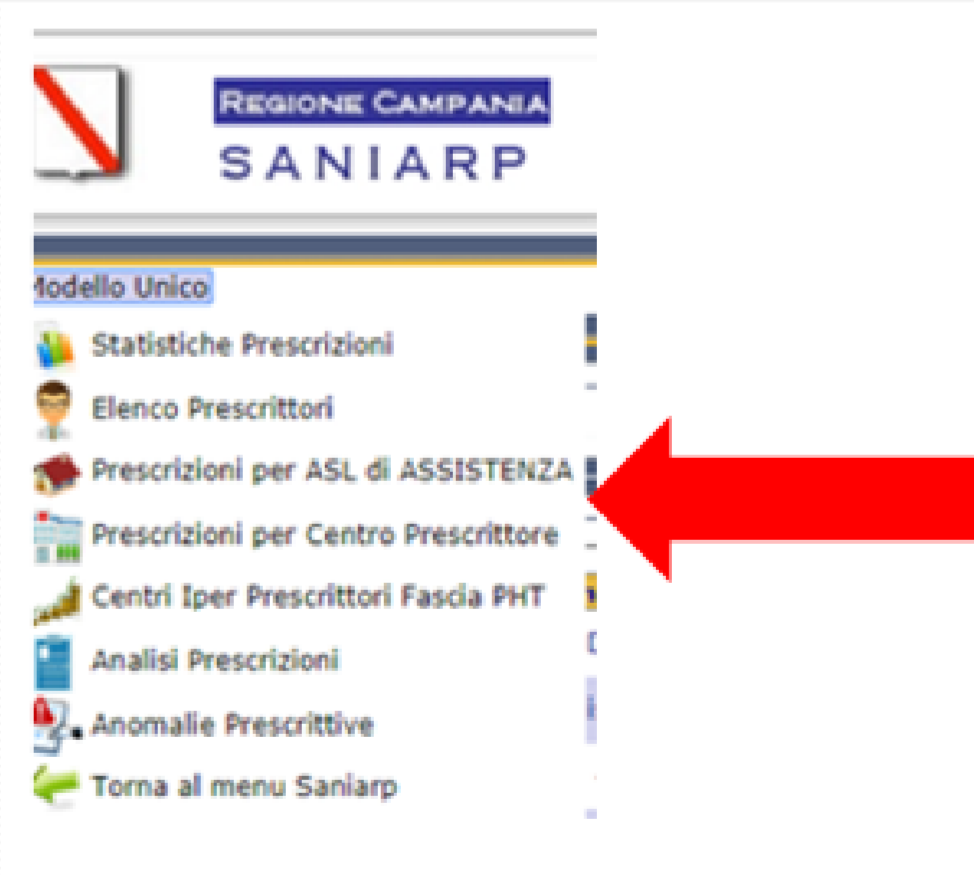 REGIONE CAMPANIA
SANIARP
Modello Unico
Statistiche Prescrizioni
Elenco Prescrittori
Prescrizioni per ASL di ASSISTENZA
Prescrizioni per Centro Prescrittore
Centri Iper Prescrittori Fascia PHT
Analisi Prescrizioni
Anomalie Prescrittive
Torna al menu Saniarp